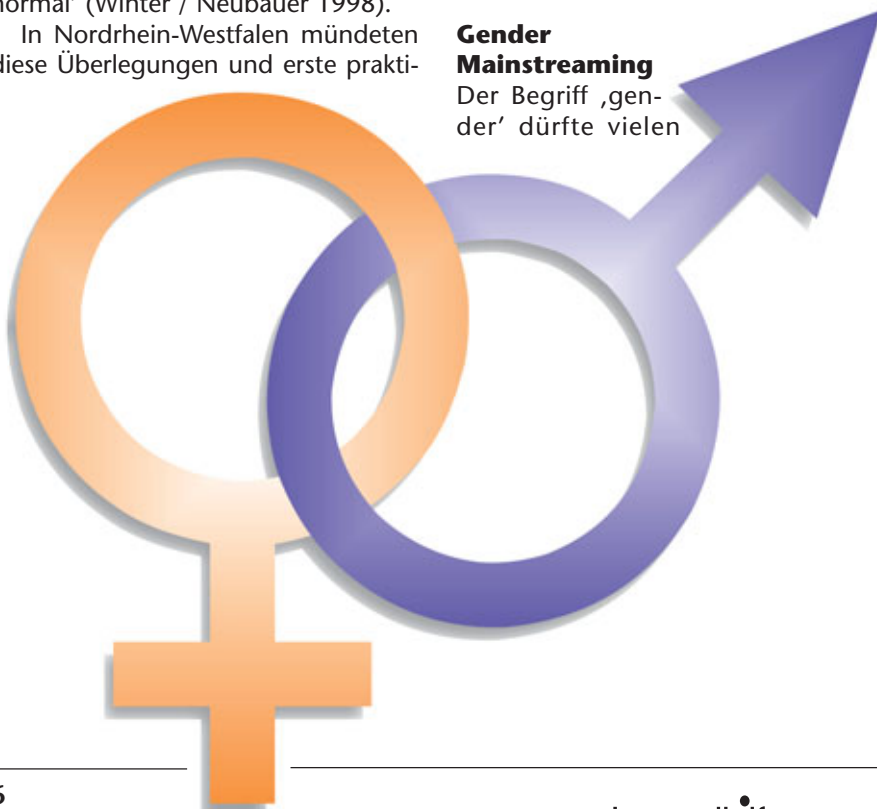 normal' (Winter / Neubauer 1998).
In Nordrhein-Westfalen mündeten
diese Überlegungen und erste prakti-
Gender
Mainstreaming
Der Begriff ‚gen-
der' dürfte vielen